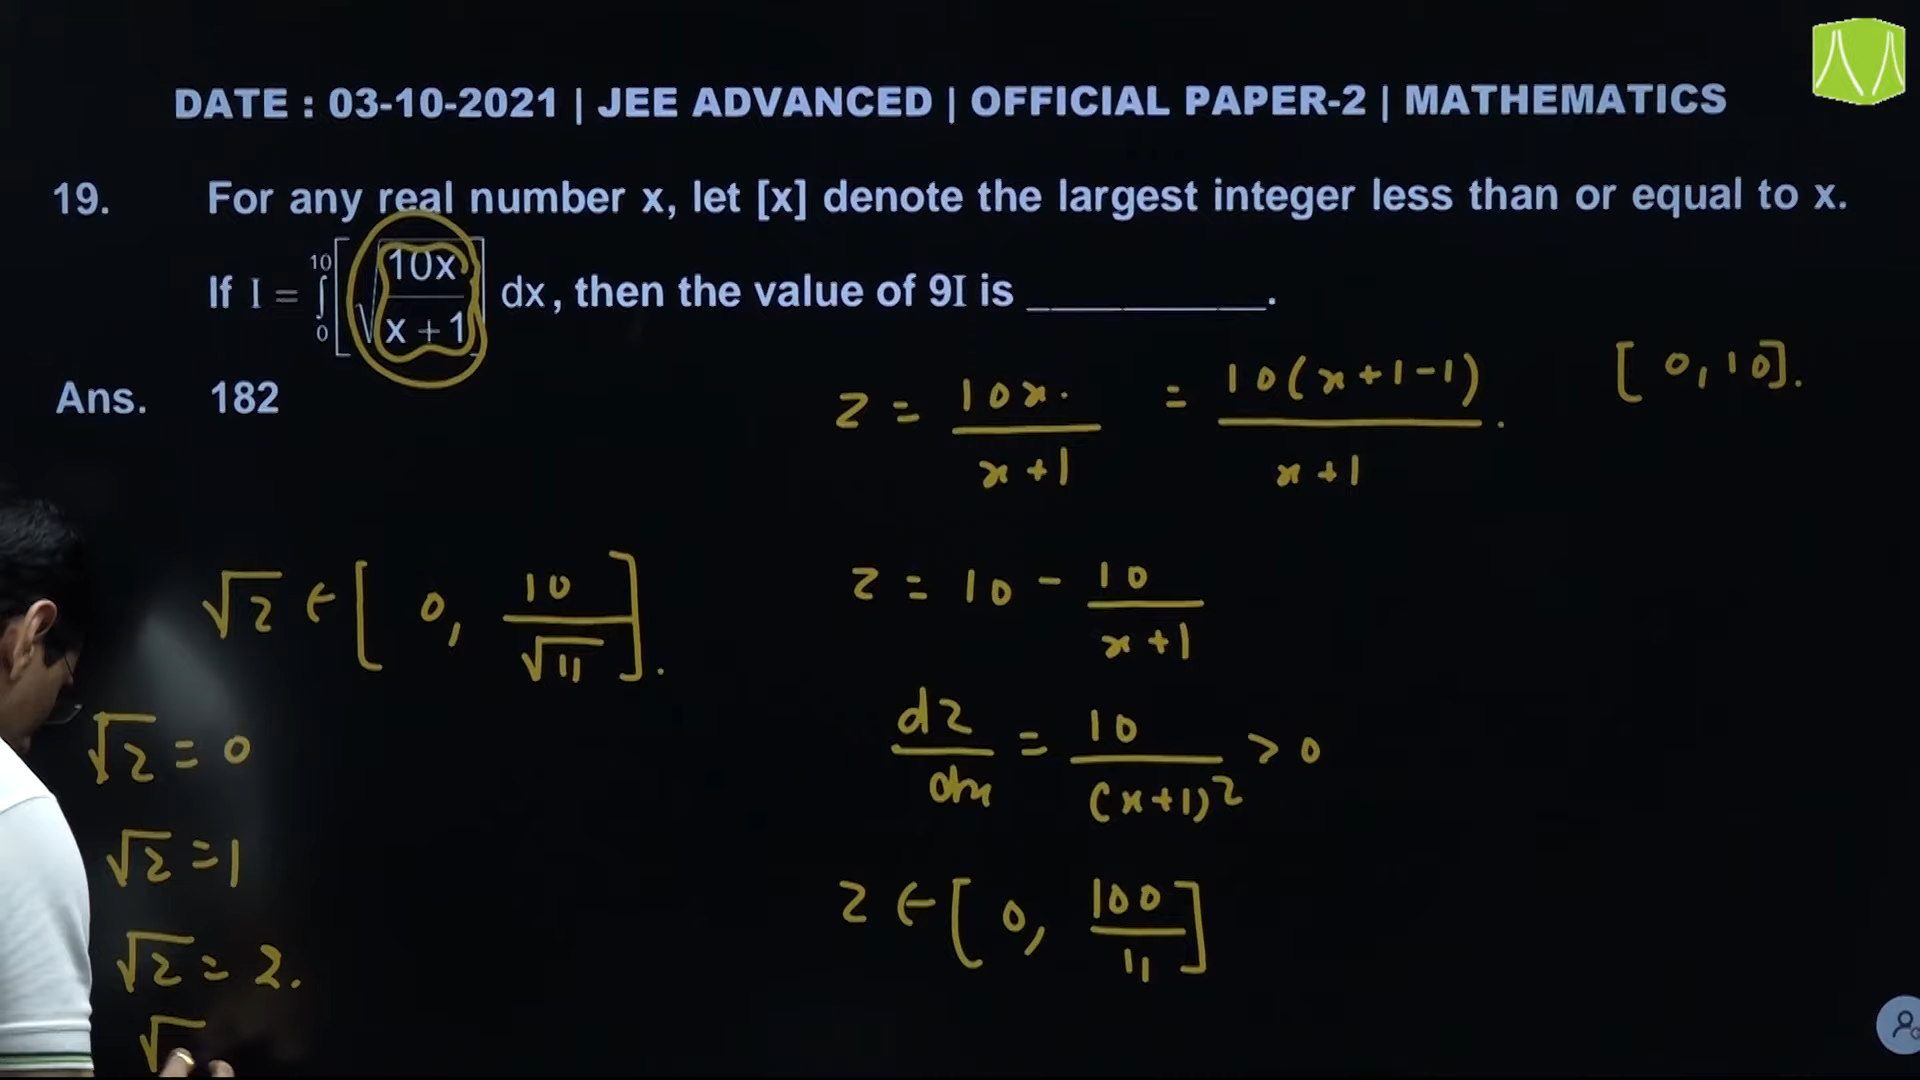 DATE : 03-10-2021 | JEE ADVANCED | OFFICIAL PAPER-2 | MATHEMATICS
19. For any real number x, let [x] denote the largest integer less than or equal to x.
If I = ∫₀¹⁰ [√(10x/(x + 1))] dx, then the value of 9I is __________.
Ans. 182
z = 10x/(x+1) = 10(x+1-1)/(x+1).
[0, 10].
√z ∈ [0, 10/√11].
z = 10 - 10/(x+1)
dz/dx = 10/(x+1)² > 0
z ∈ [0, 100/11]
√z = 0
√z = 1
√z = 2.
√